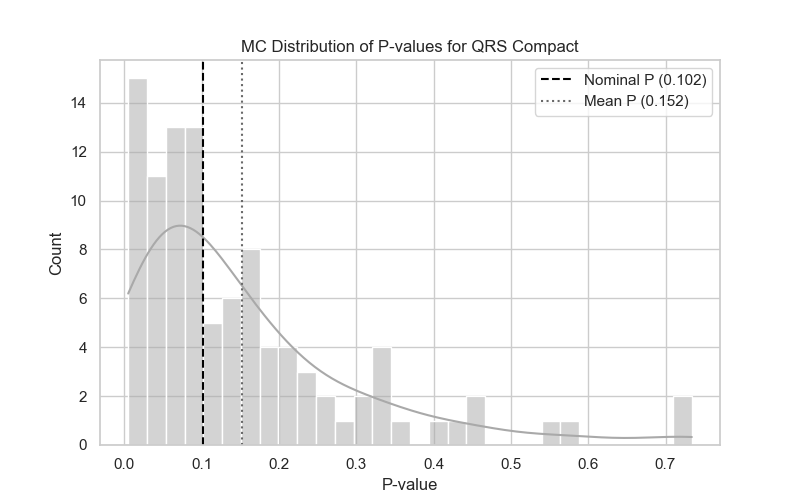 MC Distribution of P-values for QRS Compact
Nominal P (0.102)
Mean P (0.152)
Count
14
12
10
8
6
4
2
0
0.0 0.1 0.2 0.3 0.4 0.5 0.6 0.7
P-value